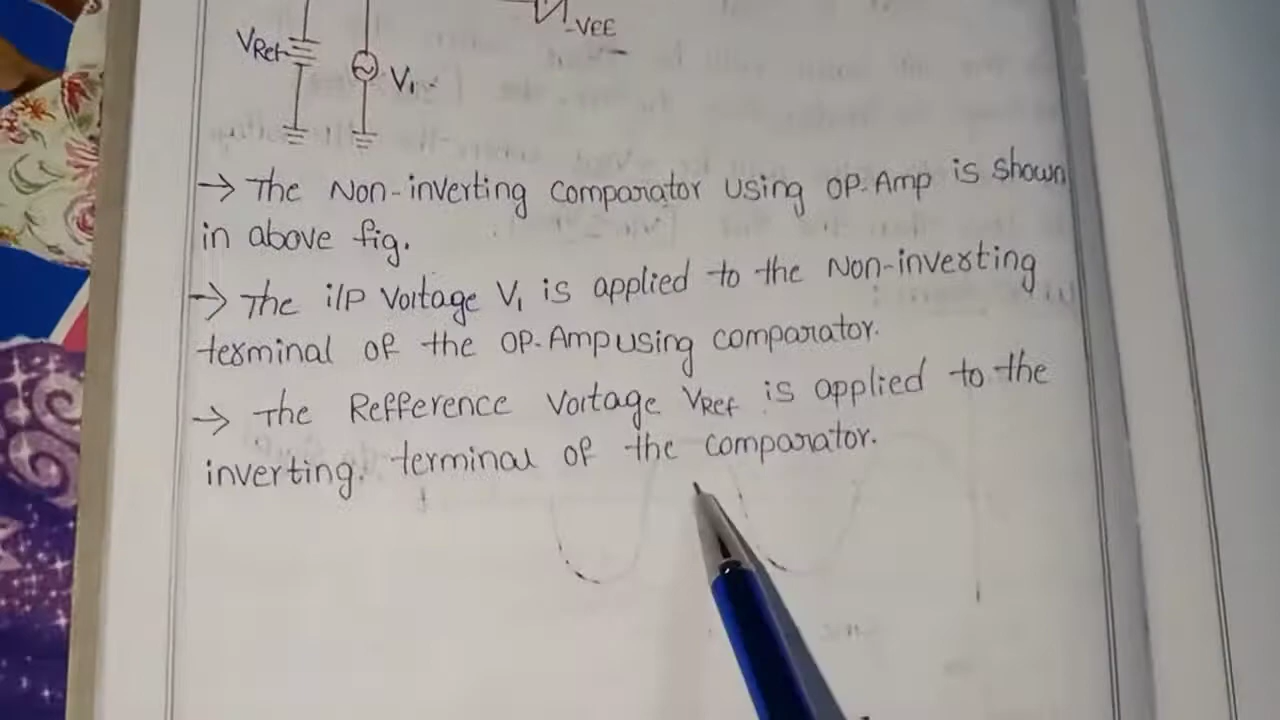 -VEE
VRef
V1
→ The Non-inverting comparator using OP-Amp is shown
in above fig.
→ The i/P Voltage V1 is applied to the Non-inverting
terminal of the OP-Amp using comparator.
→ The Refference Voltage VRef is applied to the
inverting. terminal of the comparator.